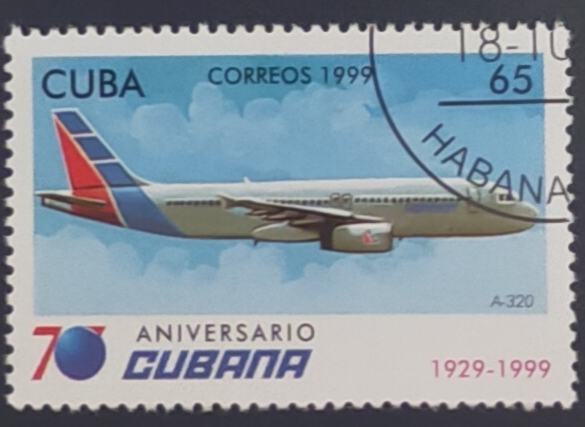 CUBA
CORREOS 1999
65
18-10
HABANA
A-320
70 ANIVERSARIO
CUBANA
1929-1999